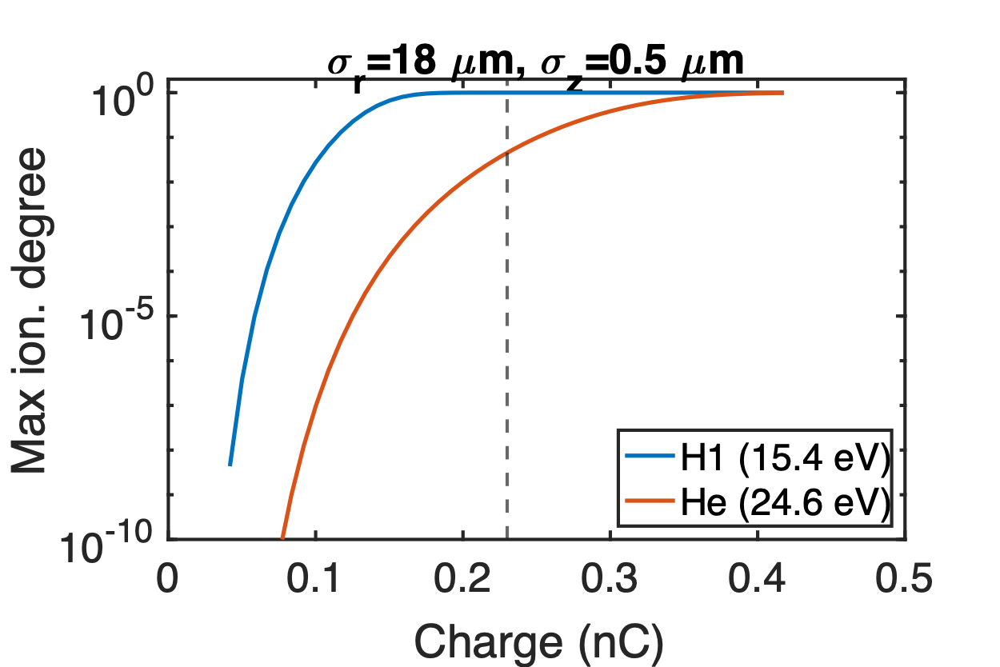 σr=18 μm, σz=0.5 μm
Max ion. degree
10^0
10^-5
10^-10
0 0.1 0.2 0.3 0.4 0.5
Charge (nC)
H1 (15.4 eV)
He (24.6 eV)